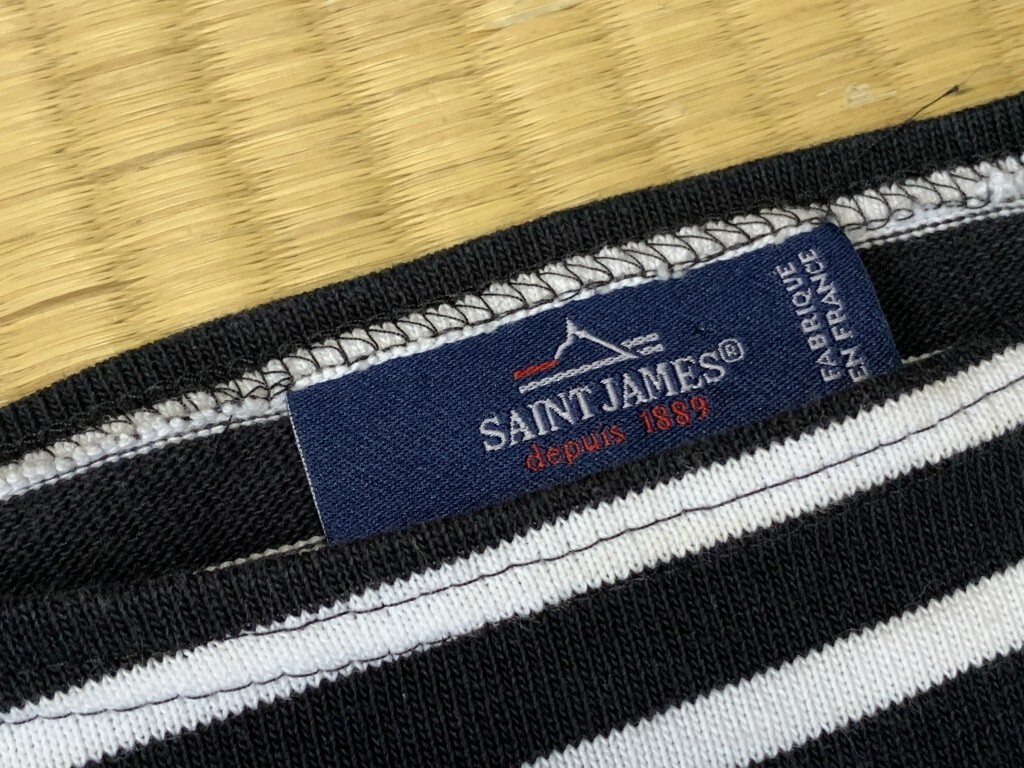 SAINT JAMES®
depuis 1889
FABRIQUE
EN FRANCE